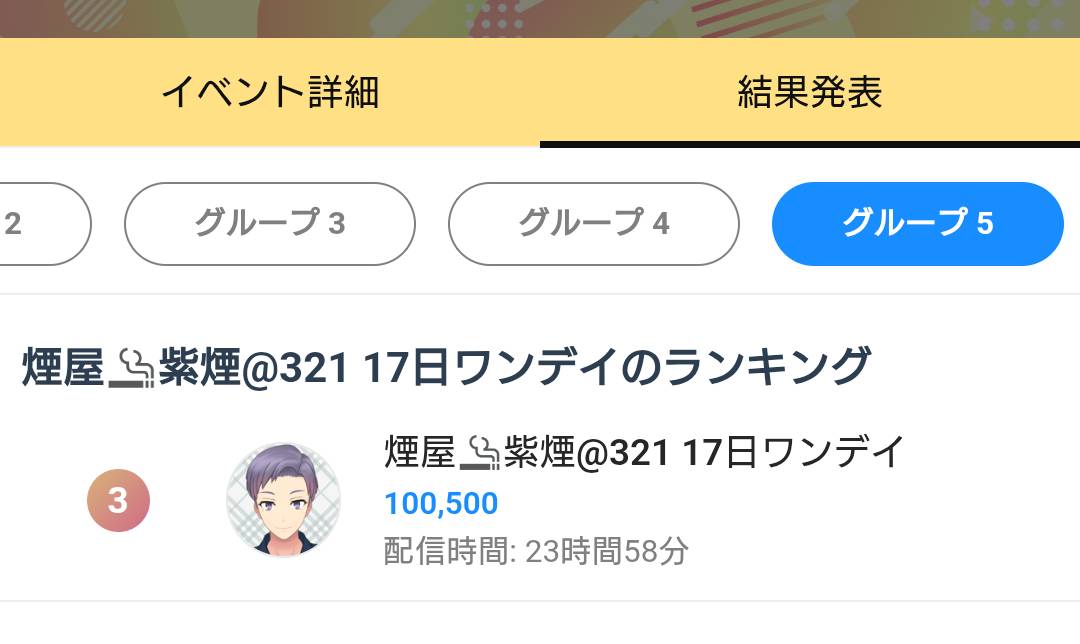 イベント詳細
結果発表
2
グループ 3
グループ 4
グループ 5
煙屋🚬紫煙@321 17日ワンデイのランキング
3
煙屋🚬紫煙@321 17日ワンデイ
100,500
配信時間: 23時間58分